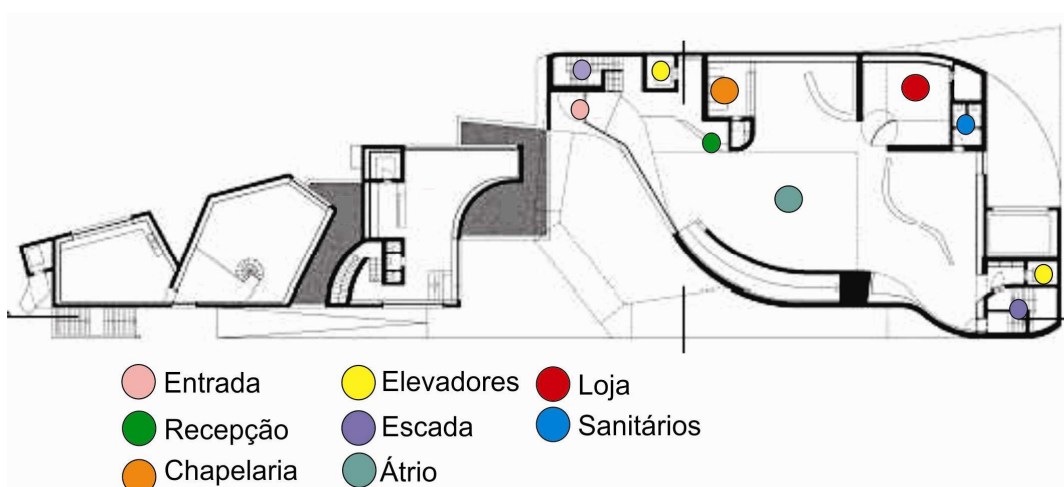 Entrada
Elevadores
Loja
Recepção
Escada
Sanitários
Chapelaria
Átrio